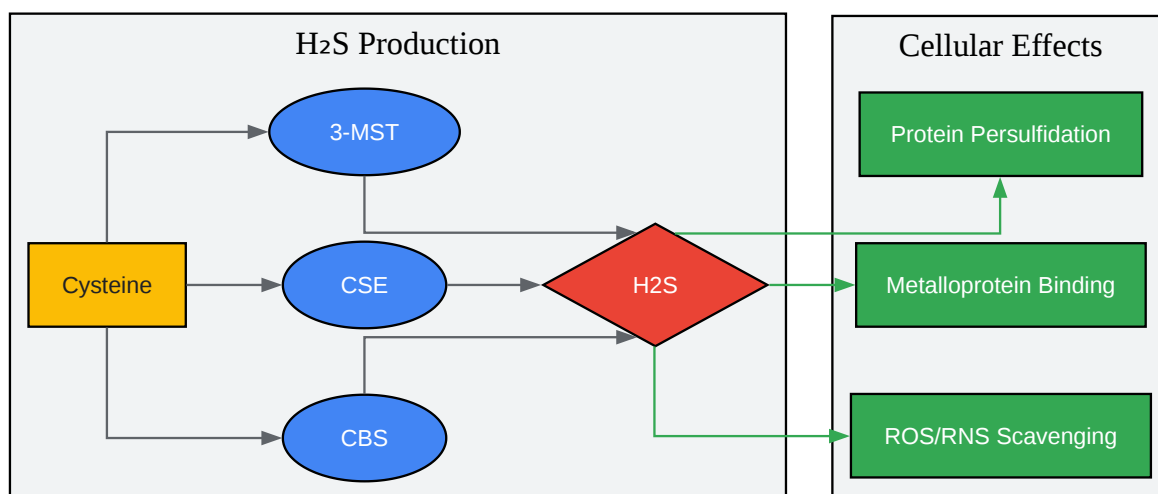 H₂S Production
Cellular Effects
3-MST
Protein Persulfidation
Cysteine
CSE
H2S
Metalloprotein Binding
CBS
ROS/RNS Scavenging